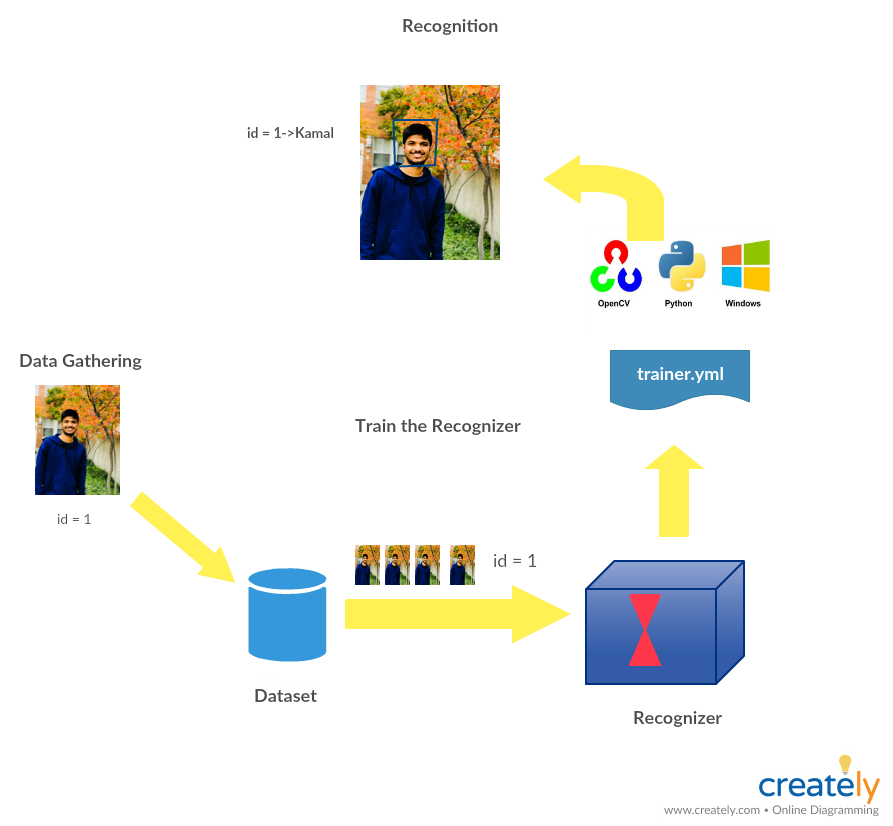 Recognition
id = 1->Kamal
OpenCV
Python
Windows
Data Gathering
trainer.yml
Train the Recognizer
id = 1
id = 1
Dataset
Recognizer
creately
www.creately.com • Online Diagramming